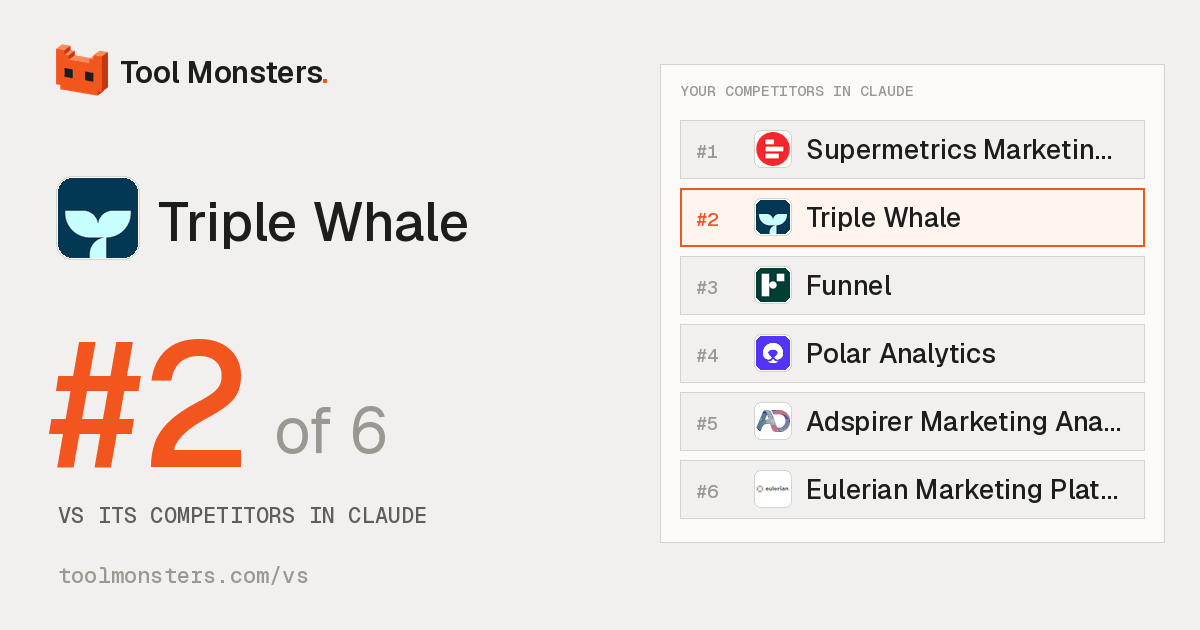 Tool Monsters.
Triple Whale
#2 of 6
VS ITS COMPETITORS IN CLAUDE
toolmonsters.com/vs
YOUR COMPETITORS IN CLAUDE
#1 Supermetrics Marketin...
#2 Triple Whale
#3 Funnel
#4 Polar Analytics
#5 Adspirer Marketing Ana...
#6 eulerian Eulerian Marketing Plat...